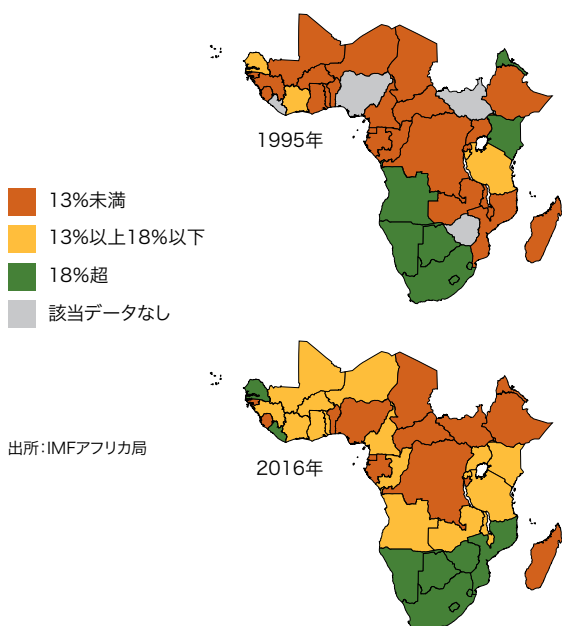 1995年
13%未満
13%以上18%以下
18%超
該当データなし
出所：IMFアフリカ局
2016年